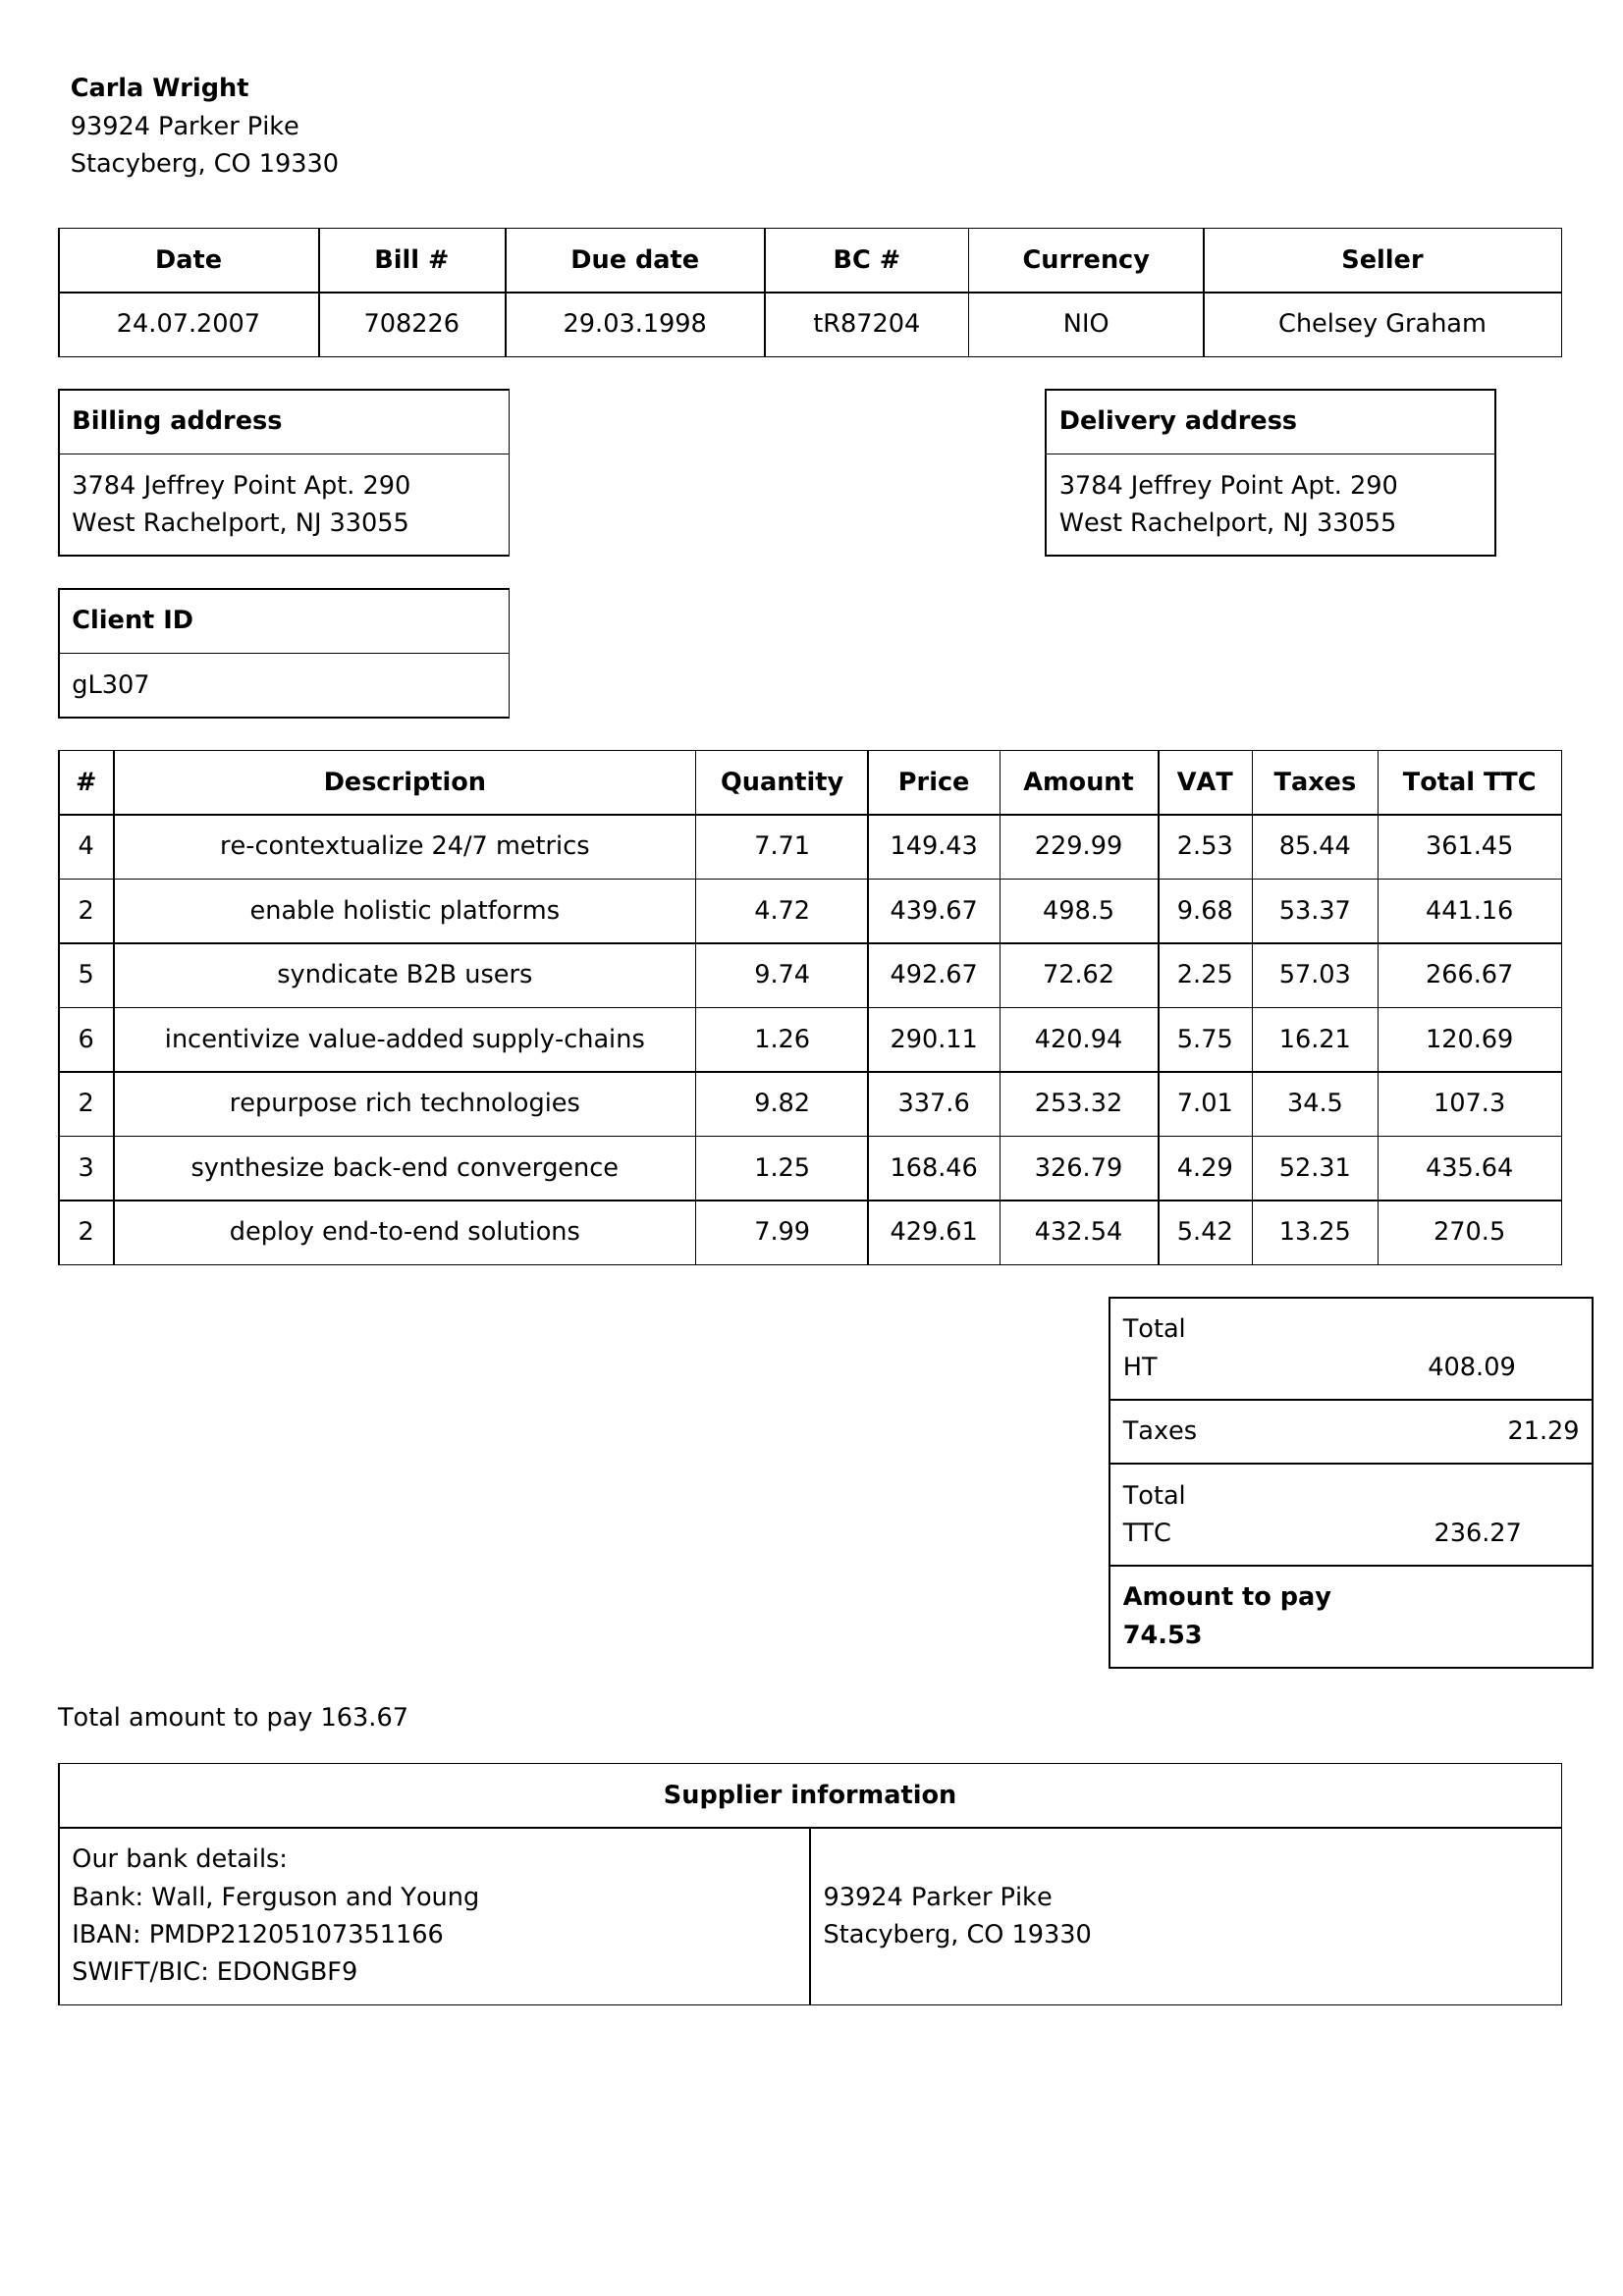 Carla Wright
93924 Parker Pike
Stacyberg, CO 19330
Date Bill # Due date BC # Currency Seller
24.07.2007 708226 29.03.1998 tR87204 NIO Chelsey Graham
Billing address
3784 Jeffrey Point Apt. 290
West Rachelport, NJ 33055
Delivery address
3784 Jeffrey Point Apt. 290
West Rachelport, NJ 33055
Client ID
gL307
# Description Quantity Price Amount VAT Taxes Total TTC
4 re-contextualize 24/7 metrics 7.71 149.43 229.99 2.53 85.44 361.45
2 enable holistic platforms 4.72 439.67 498.5 9.68 53.37 441.16
5 syndicate B2B users 9.74 492.67 72.62 2.25 57.03 266.67
6 incentivize value-added supply-chains 1.26 290.11 420.94 5.75 16.21 120.69
2 repurpose rich technologies 9.82 337.6 253.32 7.01 34.5 107.3
3 synthesize back-end convergence 1.25 168.46 326.79 4.29 52.31 435.64
2 deploy end-to-end solutions 7.99 429.61 432.54 5.42 13.25 270.5
Total
HT 408.09
Taxes 21.29
Total
TTC 236.27
Amount to pay
74.53
Total amount to pay 163.67
Supplier information
Our bank details:
Bank: Wall, Ferguson and Young
IBAN: PMDP21205107351166
SWIFT/BIC: EDONGBF9
93924 Parker Pike
Stacyberg, CO 19330